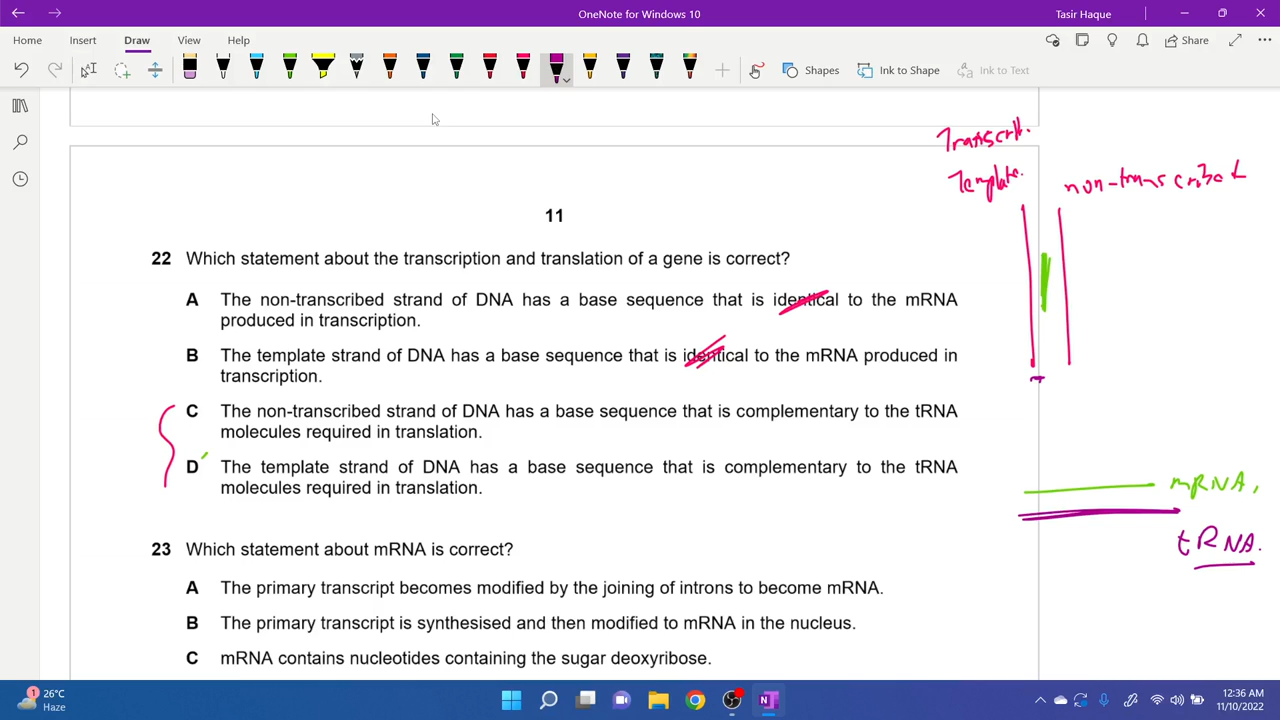 OneNote for Windows 10
Tasir Haque
Home
Insert
Draw
View
Help
Share
Shapes
Ink to Shape
Ink to Text
Template
non-transcribed
11
22 Which statement about the transcription and translation of a gene is correct?
A The non-transcribed strand of DNA has a base sequence that is identical to the mRNA
produced in transcription.
B The template strand of DNA has a base sequence that is identical to the mRNA produced in
transcription.
C The non-transcribed strand of DNA has a base sequence that is complementary to the tRNA
molecules required in translation.
D The template strand of DNA has a base sequence that is complementary to the tRNA
molecules required in translation.
mRNA.
tRNA.
23 Which statement about mRNA is correct?
A The primary transcript becomes modified by the joining of introns to become mRNA.
B The primary transcript is synthesised and then modified to mRNA in the nucleus.
C mRNA contains nucleotides containing the sugar deoxyribose.
1
26°C
Haze
12:36 AM
11/10/2022